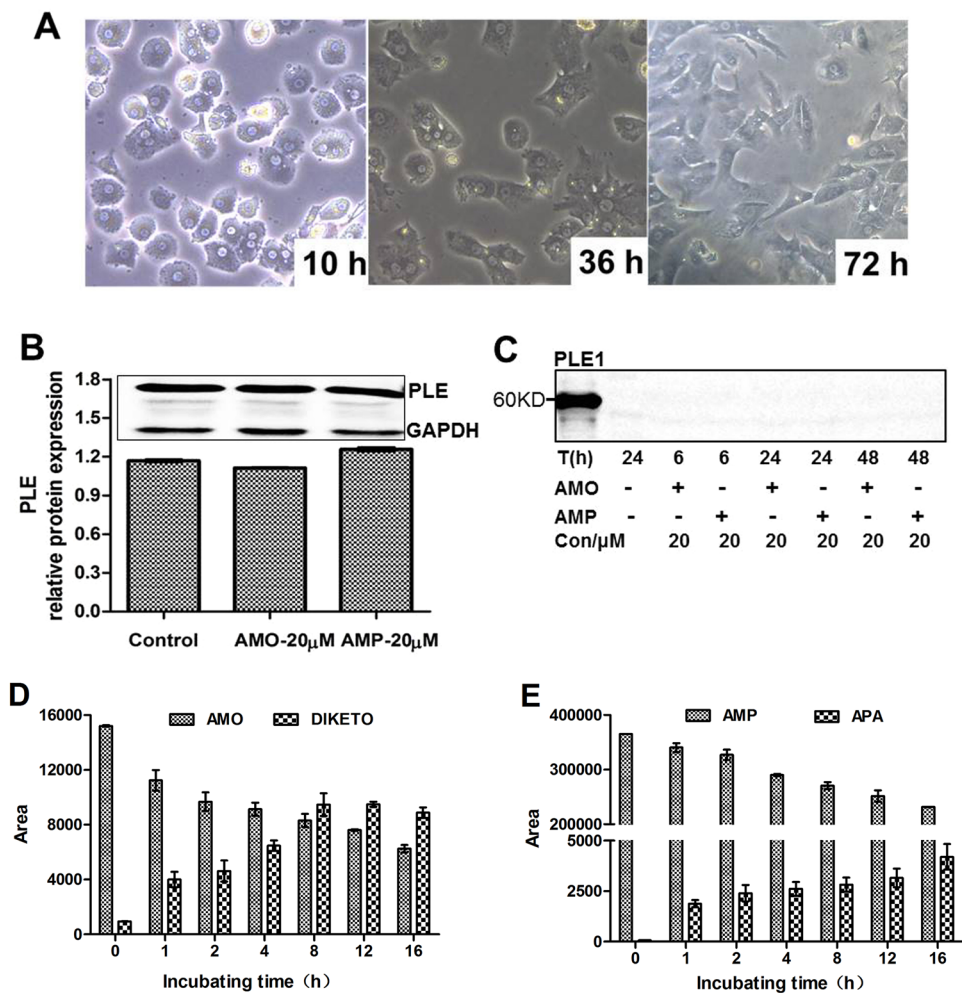 A
10 h
36 h
72 h
B
PLE
relative protein expression
1.8
1.5
1.2
0.9
0.6
0.3
0.0
PLE
GAPDH
Control
AMO-20μM
AMP-20μM
C
PLE1
60KD
T(h) 24 6 6 24 24 48 48
AMO - + - + - + -
AMP - - + - + - +
Con/μM 20 20 20 20 20 20
D
Area
16000
12000
8000
4000
0
AMO
DIKETO
0 1 2 4 8 12 16
Incubating time (h)
E
Area
400000
300000
200000
5000
2500
0
AMP
APA
0 1 2 4 8 12 16
Incubating time (h)